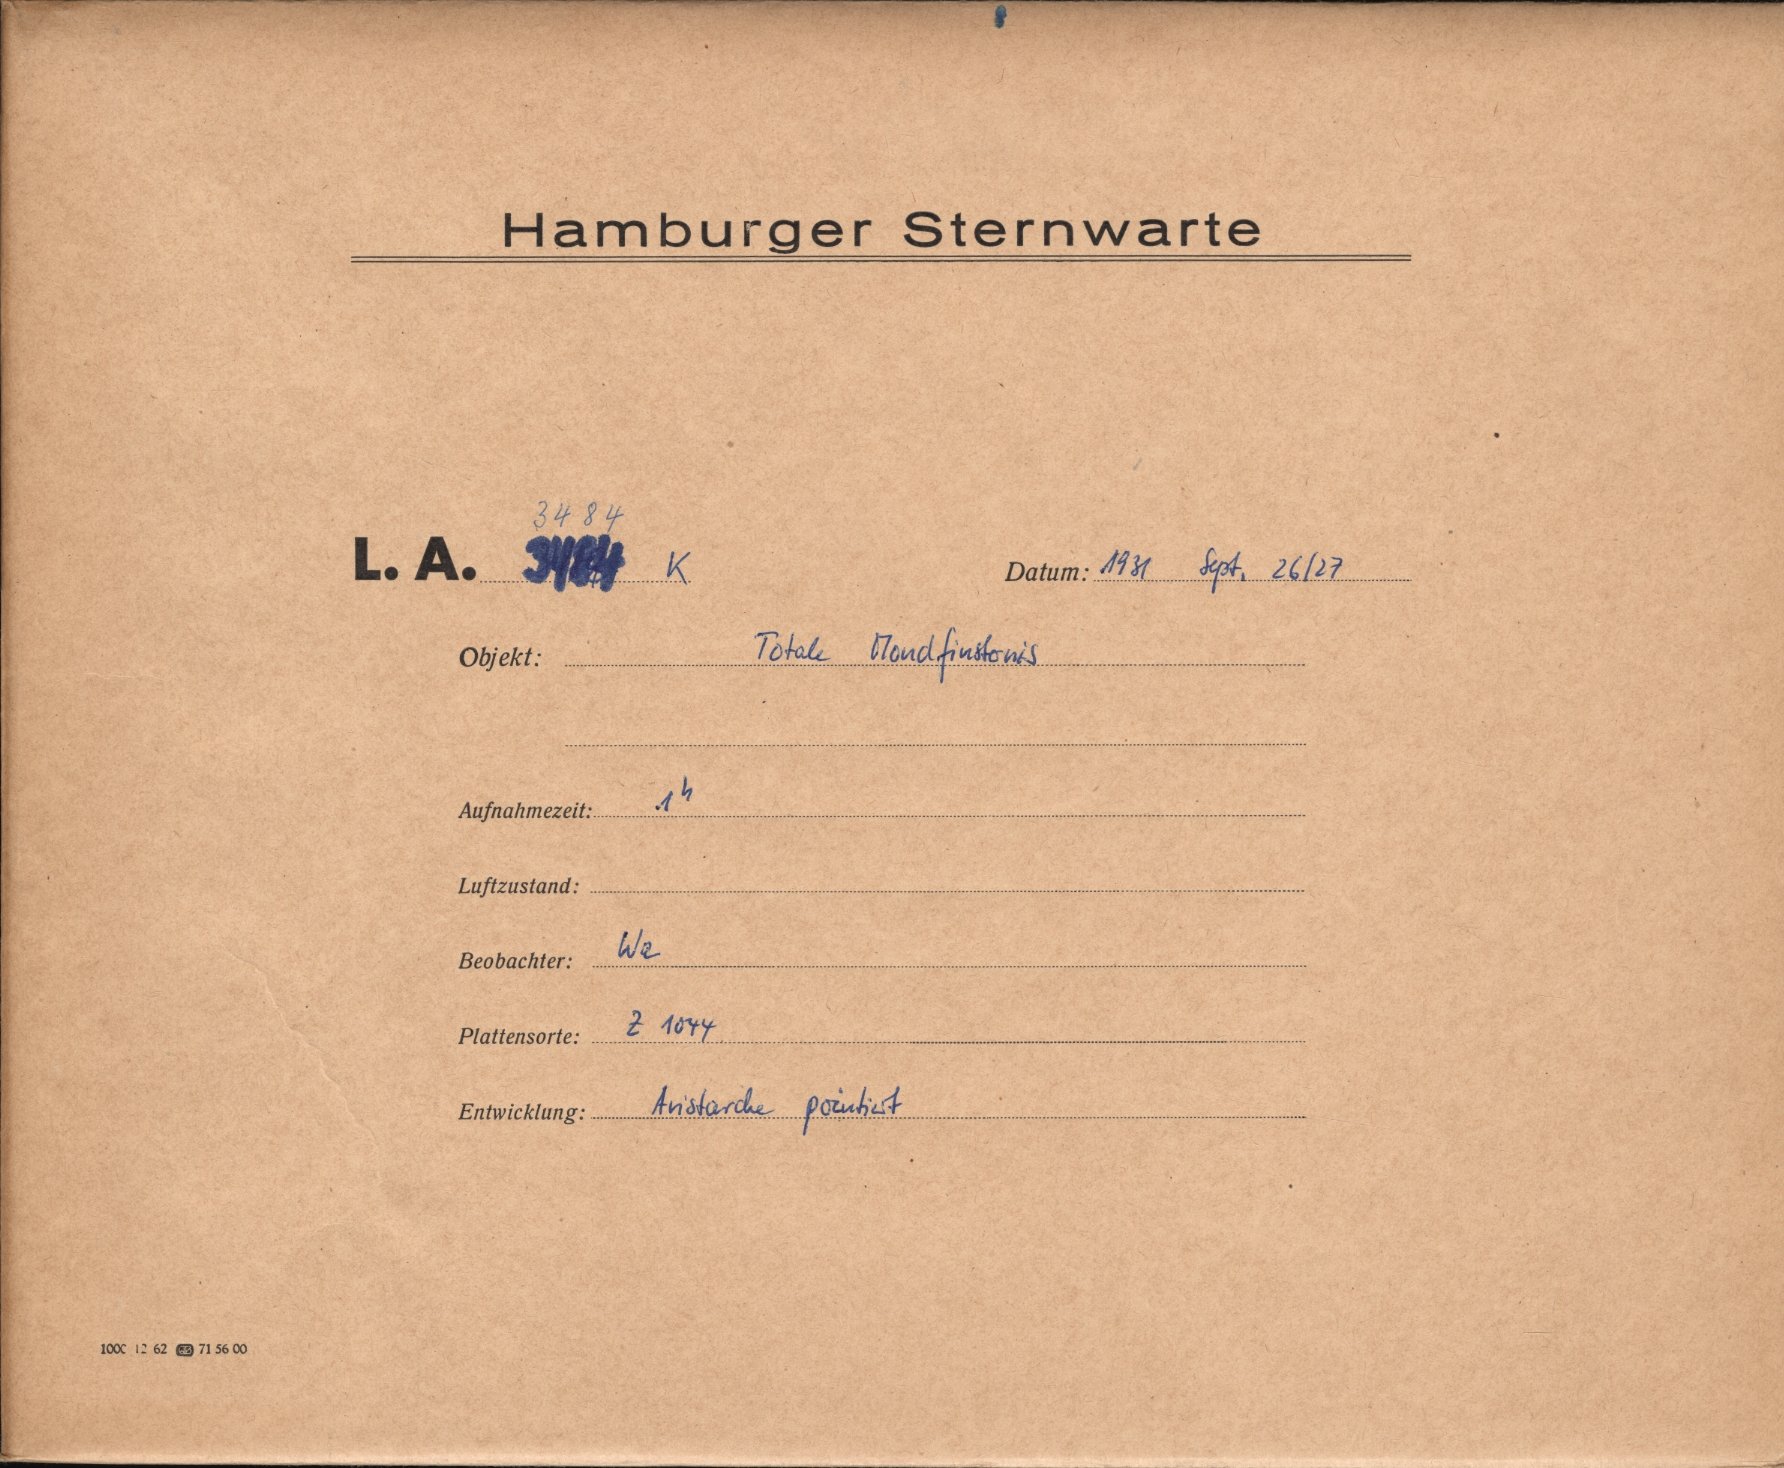 Hamburger Sternwarte
3484
L. A. 3484 K Datum: 1931 Sept. 26/27
Objekt: Totale Mondfinsternis
Aufnahmezeit: 1h
Luftzustand:
Beobachter: Wa
Plattensorte: Z 1044
Entwicklung: Aristarche pointiert
1000 12 62 71 56 00